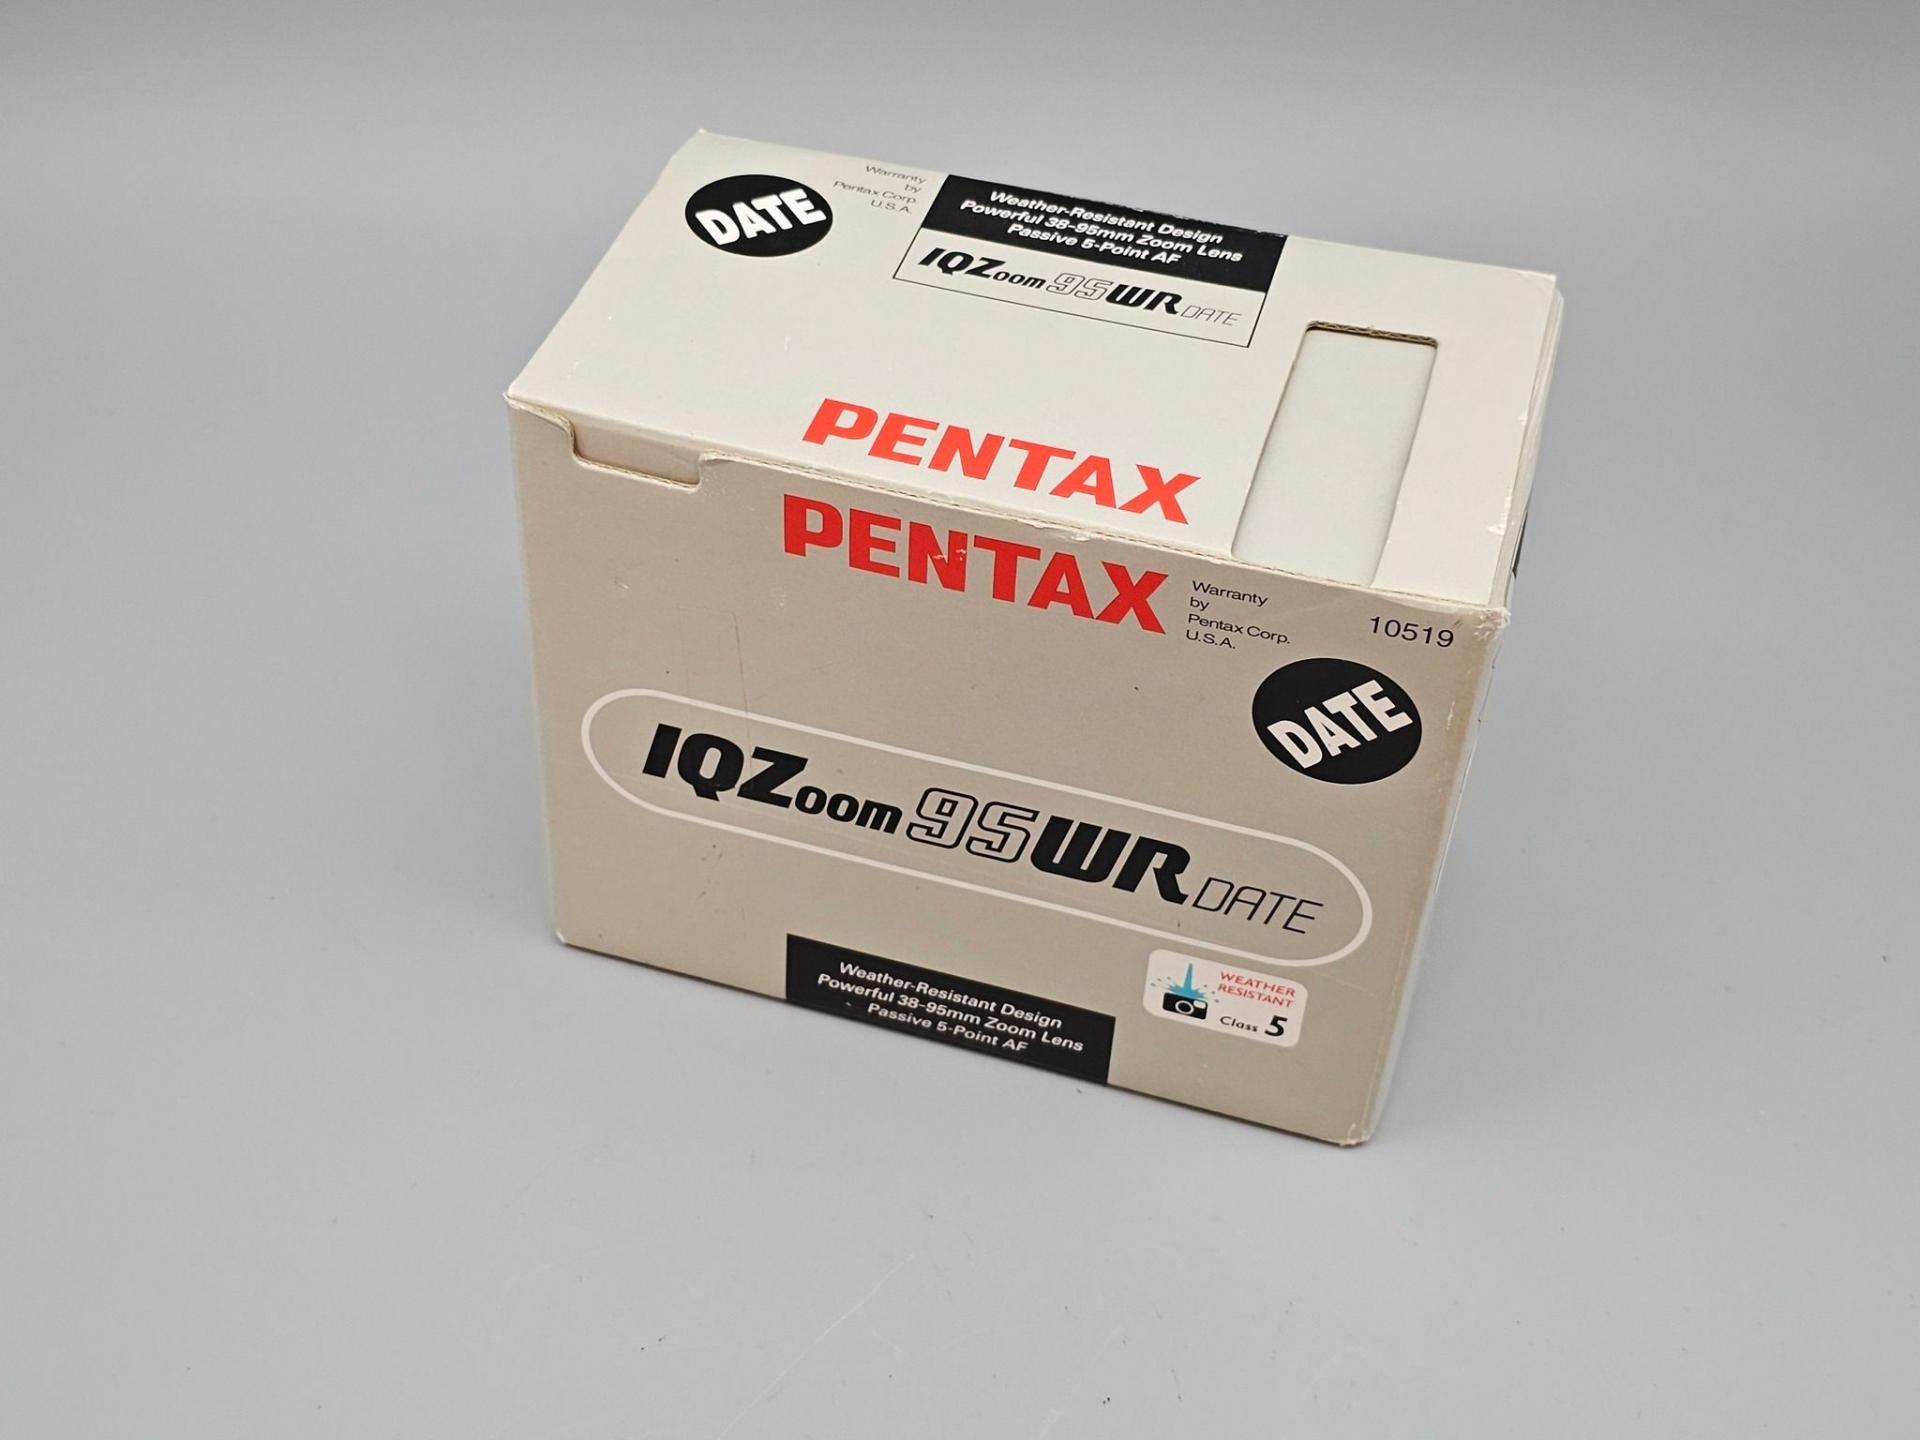 DATE
Warranty
by
Pentax Corp.
U.S.A.
Weather-Resistant Design
Powerful 38-95mm Zoom Lens
Passive 5-Point AF
IQZoom 95WR DATE
PENTAX
PENTAX
Warranty
by
Pentax Corp.
U.S.A.
10519
DATE
IQZoom 95WR DATE
Weather-Resistant Design
Powerful 38-95mm Zoom Lens
Passive 5-Point AF
WEATHER
RESISTANT
Class 5